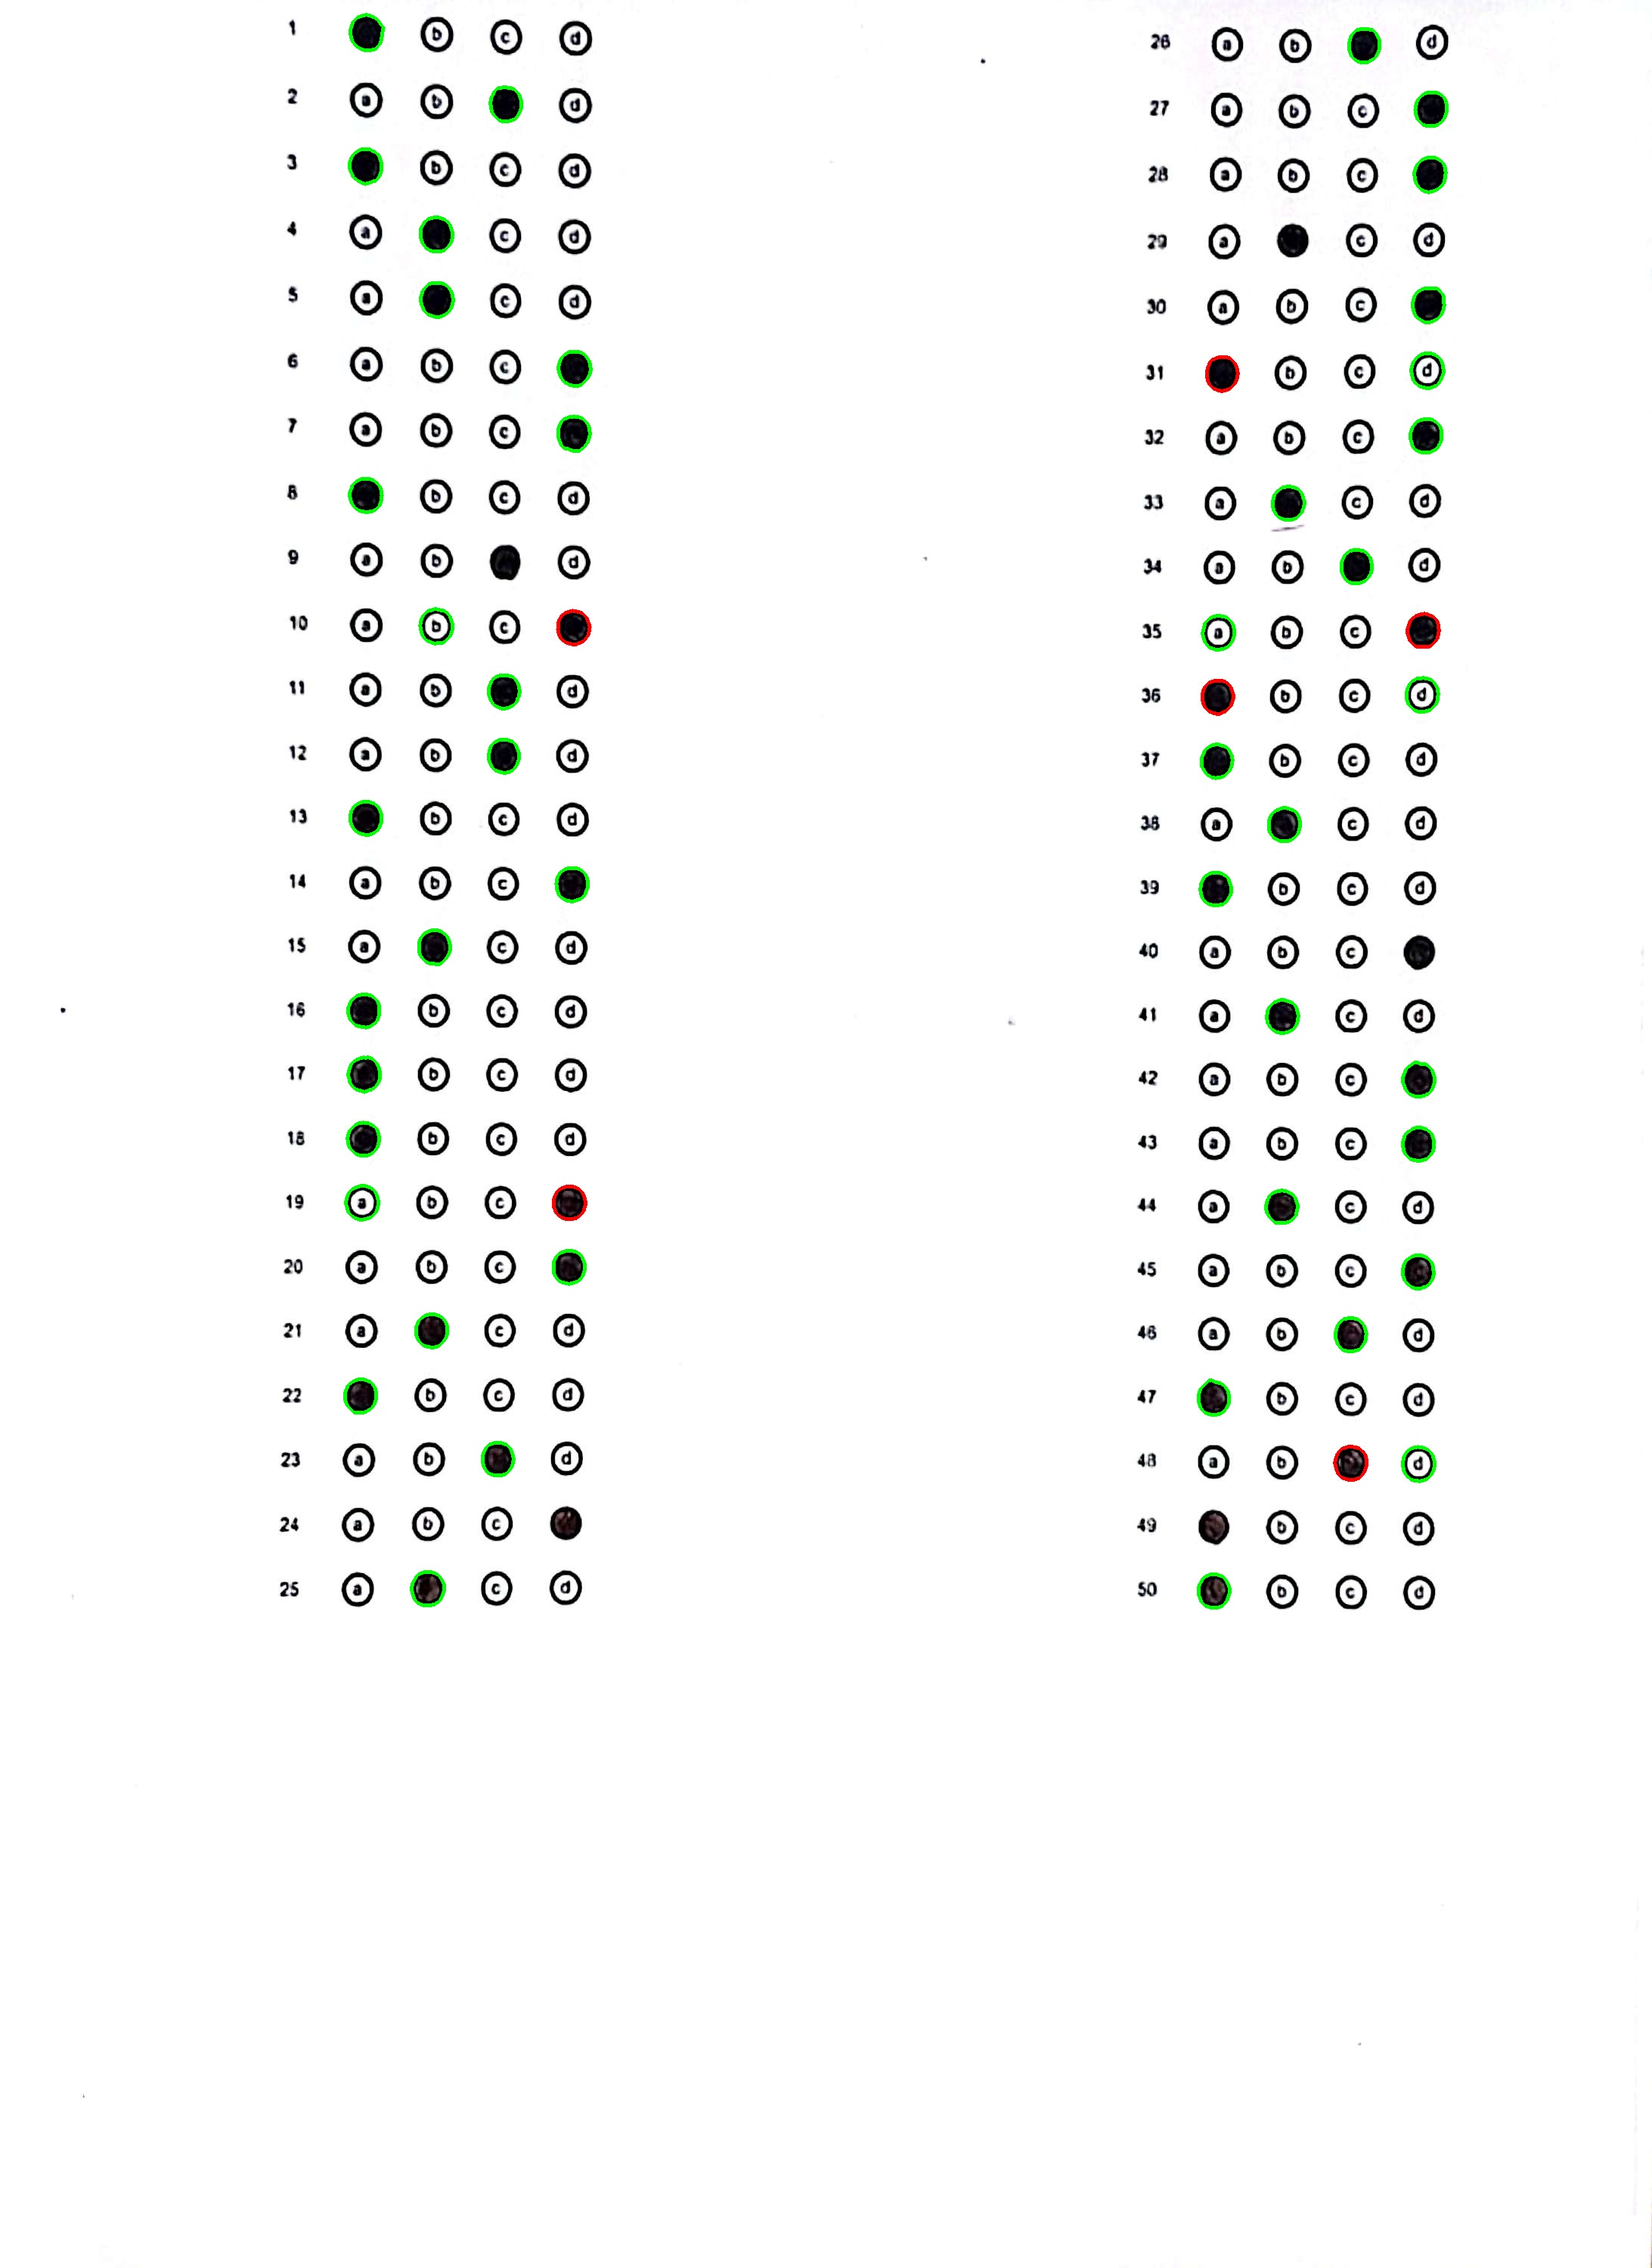 1 b c d
2 a b d
3 b c d
4 a c d
5 a c d
6 a b c
7 a b c
8 b c d
9 a b d
10 a b c
11 a b d
12 a b d
13 b c d
14 a b c
15 a c d
16 b c d
17 b c d
18 b c d
19 a b c
20 a b c
21 a c d
22 b c d
23 a b d
24 a b c
25 a c d
26 a b d
27 a b c
28 a b c
29 a c d
30 a b c
31 b c d
32 a b c
33 a c d
34 a b d
35 a b c
36 b c d
37 b c d
38 a c d
39 b c d
40 a b c
41 a c d
42 a b c
43 a b c
44 a c d
45 a b c
46 a b d
47 b c d
48 a b d
49 b c d
50 b c d